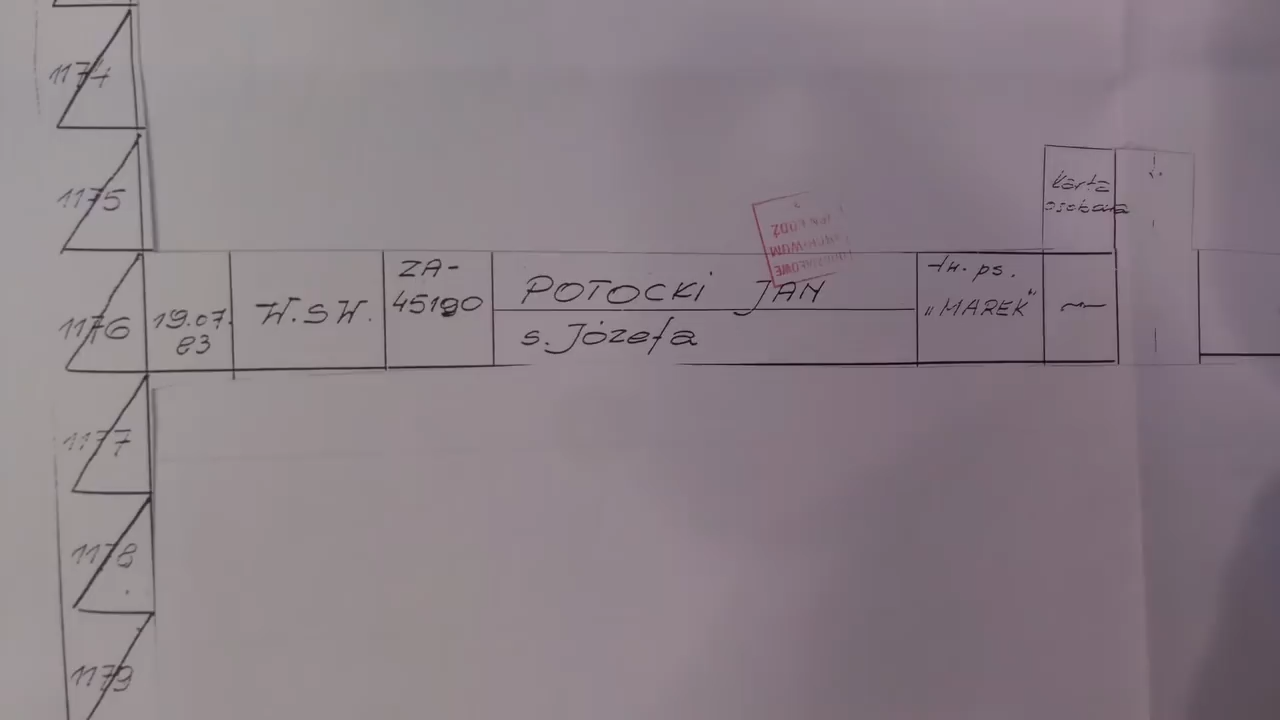 1174
1175
Karta
osobowa
1176
19.07.
83
W.SW.
ZA-
45190
POTOCKI JAN
s. Józefa
tw. ps.
„MAREK"
1177
1178
1179